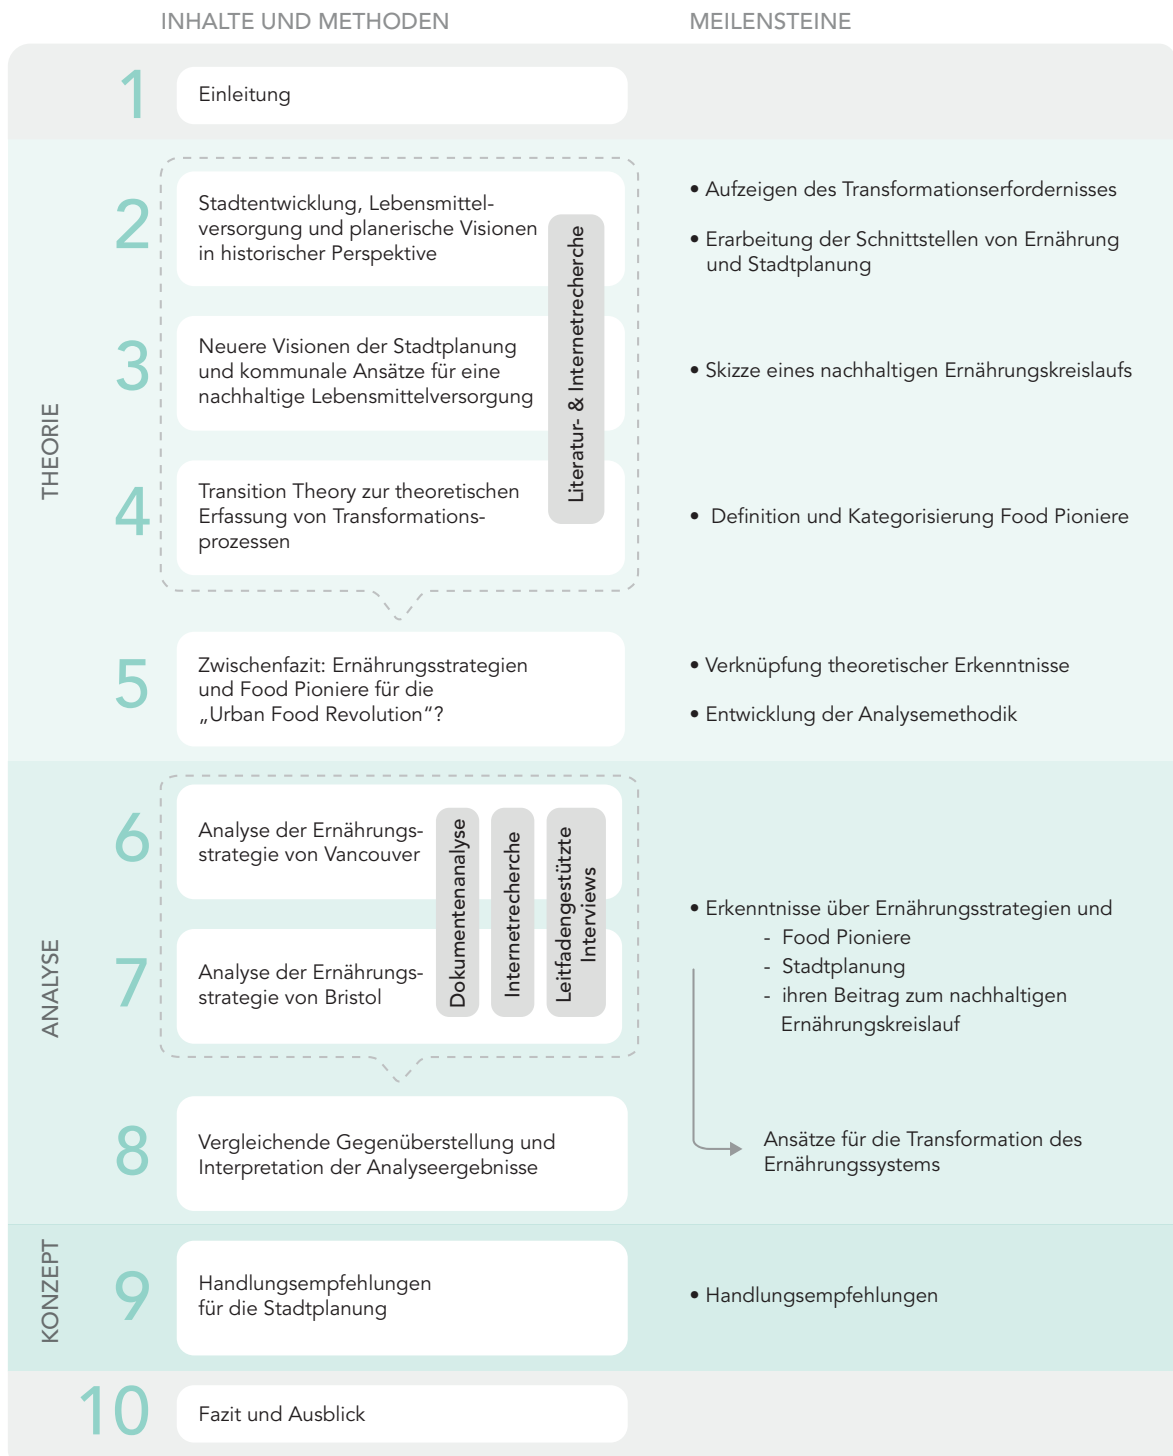 INHALTE UND METHODEN
MEILENSTEINE
1
Einleitung
THEORIE
2
Stadtentwicklung, Lebensmittel-
versorgung und planerische Visionen
in historischer Perspektive
• Aufzeigen des Transformationserfordernisses
• Erarbeitung der Schnittstellen von Ernährung
und Stadtplanung
Literatur- & Internetrecherche
3
Neuere Visionen der Stadtplanung
und kommunale Ansätze für eine
nachhaltige Lebensmittelversorgung
• Skizze eines nachhaltigen Ernährungskreislaufs
4
Transition Theory zur theoretischen
Erfassung von Transformations-
prozessen
• Definition und Kategorisierung Food Pioniere
5
Zwischenfazit: Ernährungsstrategien
und Food Pioniere für die
„Urban Food Revolution“?
• Verknüpfung theoretischer Erkenntnisse
• Entwicklung der Analysemethodik
ANALYSE
6
Analyse der Ernährungs-
strategie von Vancouver
Dokumentenanalyse
Internetrecherche
Leitfadengestützte
Interviews
7
Analyse der Ernährungs-
strategie von Bristol
• Erkenntnisse über Ernährungsstrategien und
- Food Pioniere
- Stadtplanung
- ihren Beitrag zum nachhaltigen
Ernährungskreislauf
8
Vergleichende Gegenüberstellung und
Interpretation der Analyseergebnisse
Ansätze für die Transformation des
Ernährungssystems
KONZEPT
9
Handlungsempfehlungen
für die Stadtplanung
• Handlungsempfehlungen
10
Fazit und Ausblick